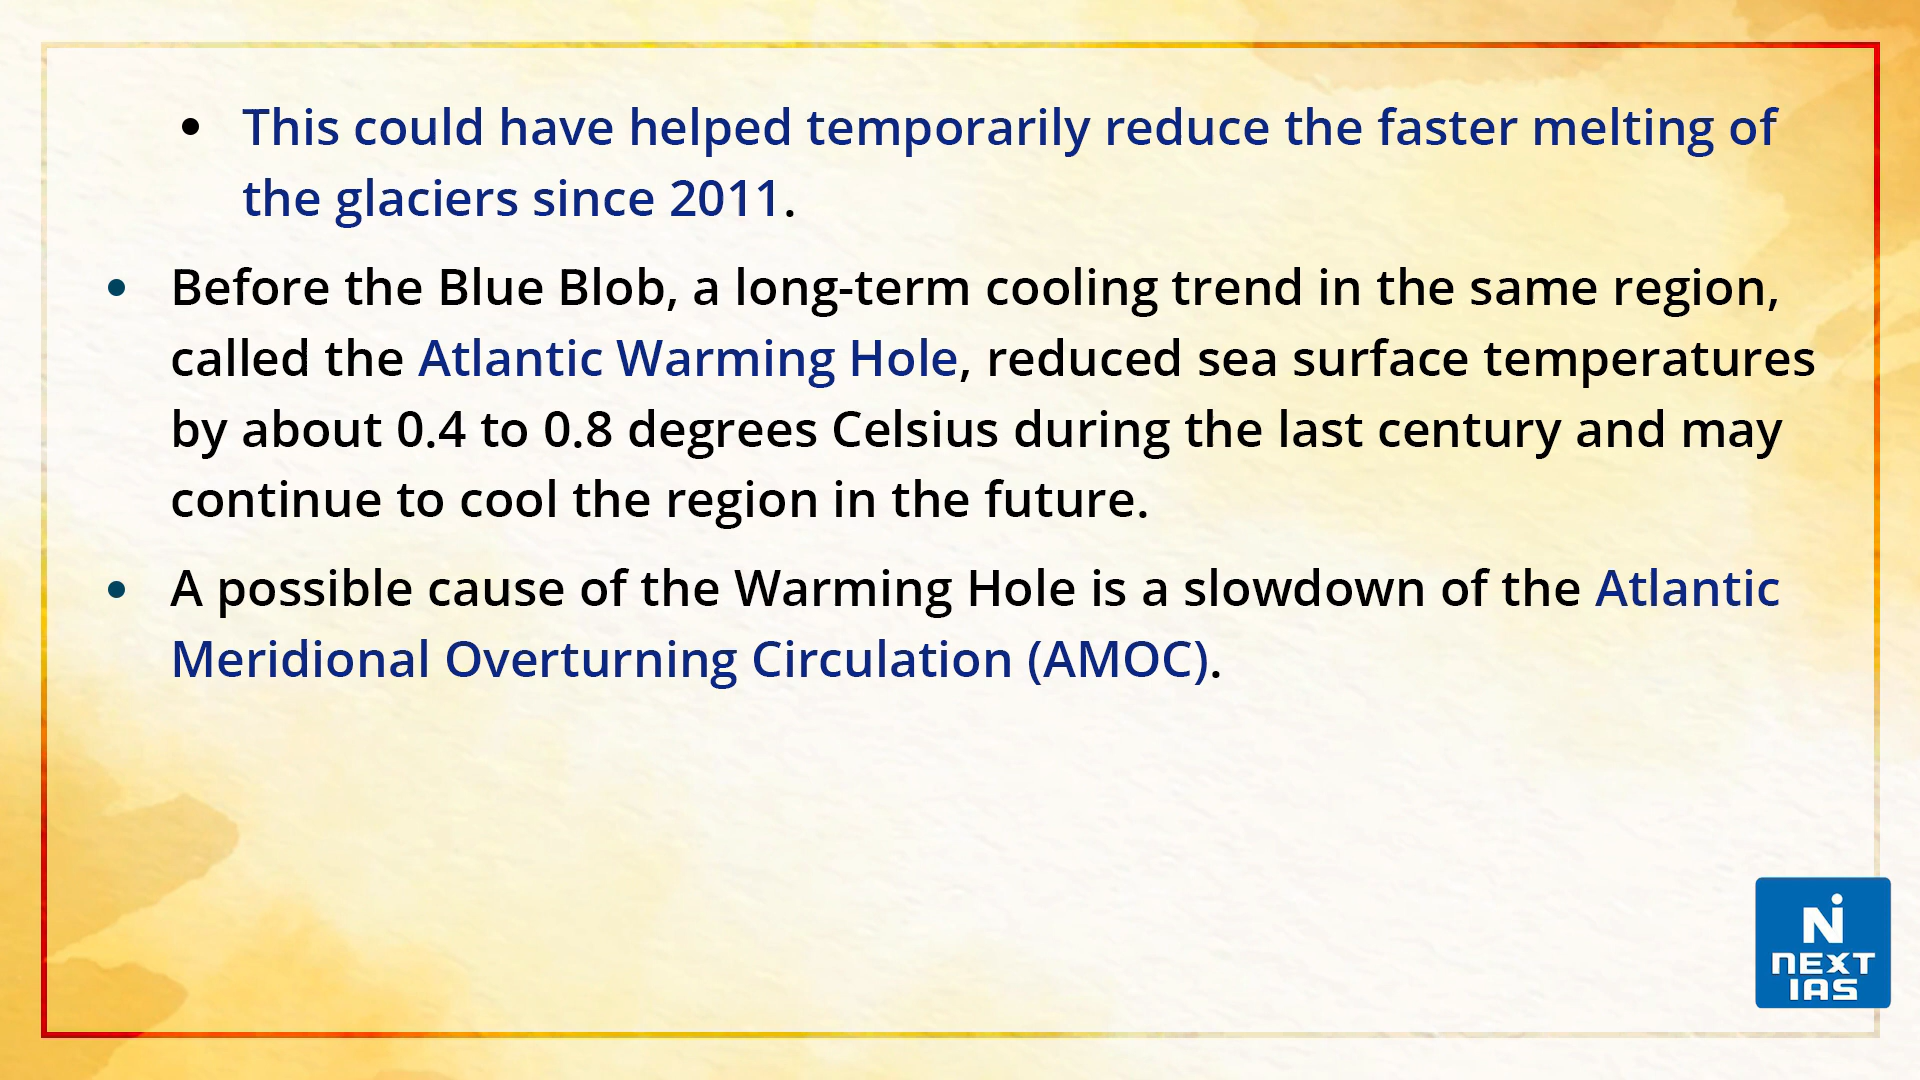 • This could have helped temporarily reduce the faster melting of
the glaciers since 2011.
• Before the Blue Blob, a long-term cooling trend in the same region,
called the Atlantic Warming Hole, reduced sea surface temperatures
by about 0.4 to 0.8 degrees Celsius during the last century and may
continue to cool the region in the future.
• A possible cause of the Warming Hole is a slowdown of the Atlantic
Meridional Overturning Circulation (AMOC).
N
NEXT
IAS